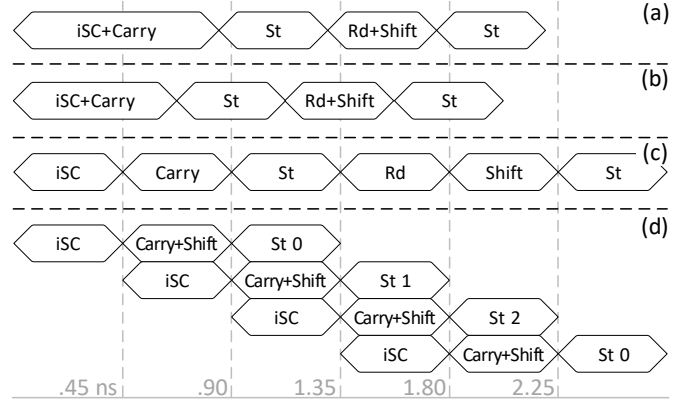 iSC+Carry St Rd+Shift St (a)
iSC+Carry St Rd+Shift St (b)
iSC Carry St Rd Shift St (c)
iSC Carry+Shift St 0 (d)
iSC Carry+Shift St 1
iSC Carry+Shift St 2
iSC Carry+Shift St 0
.45 ns .90 1.35 1.80 2.25